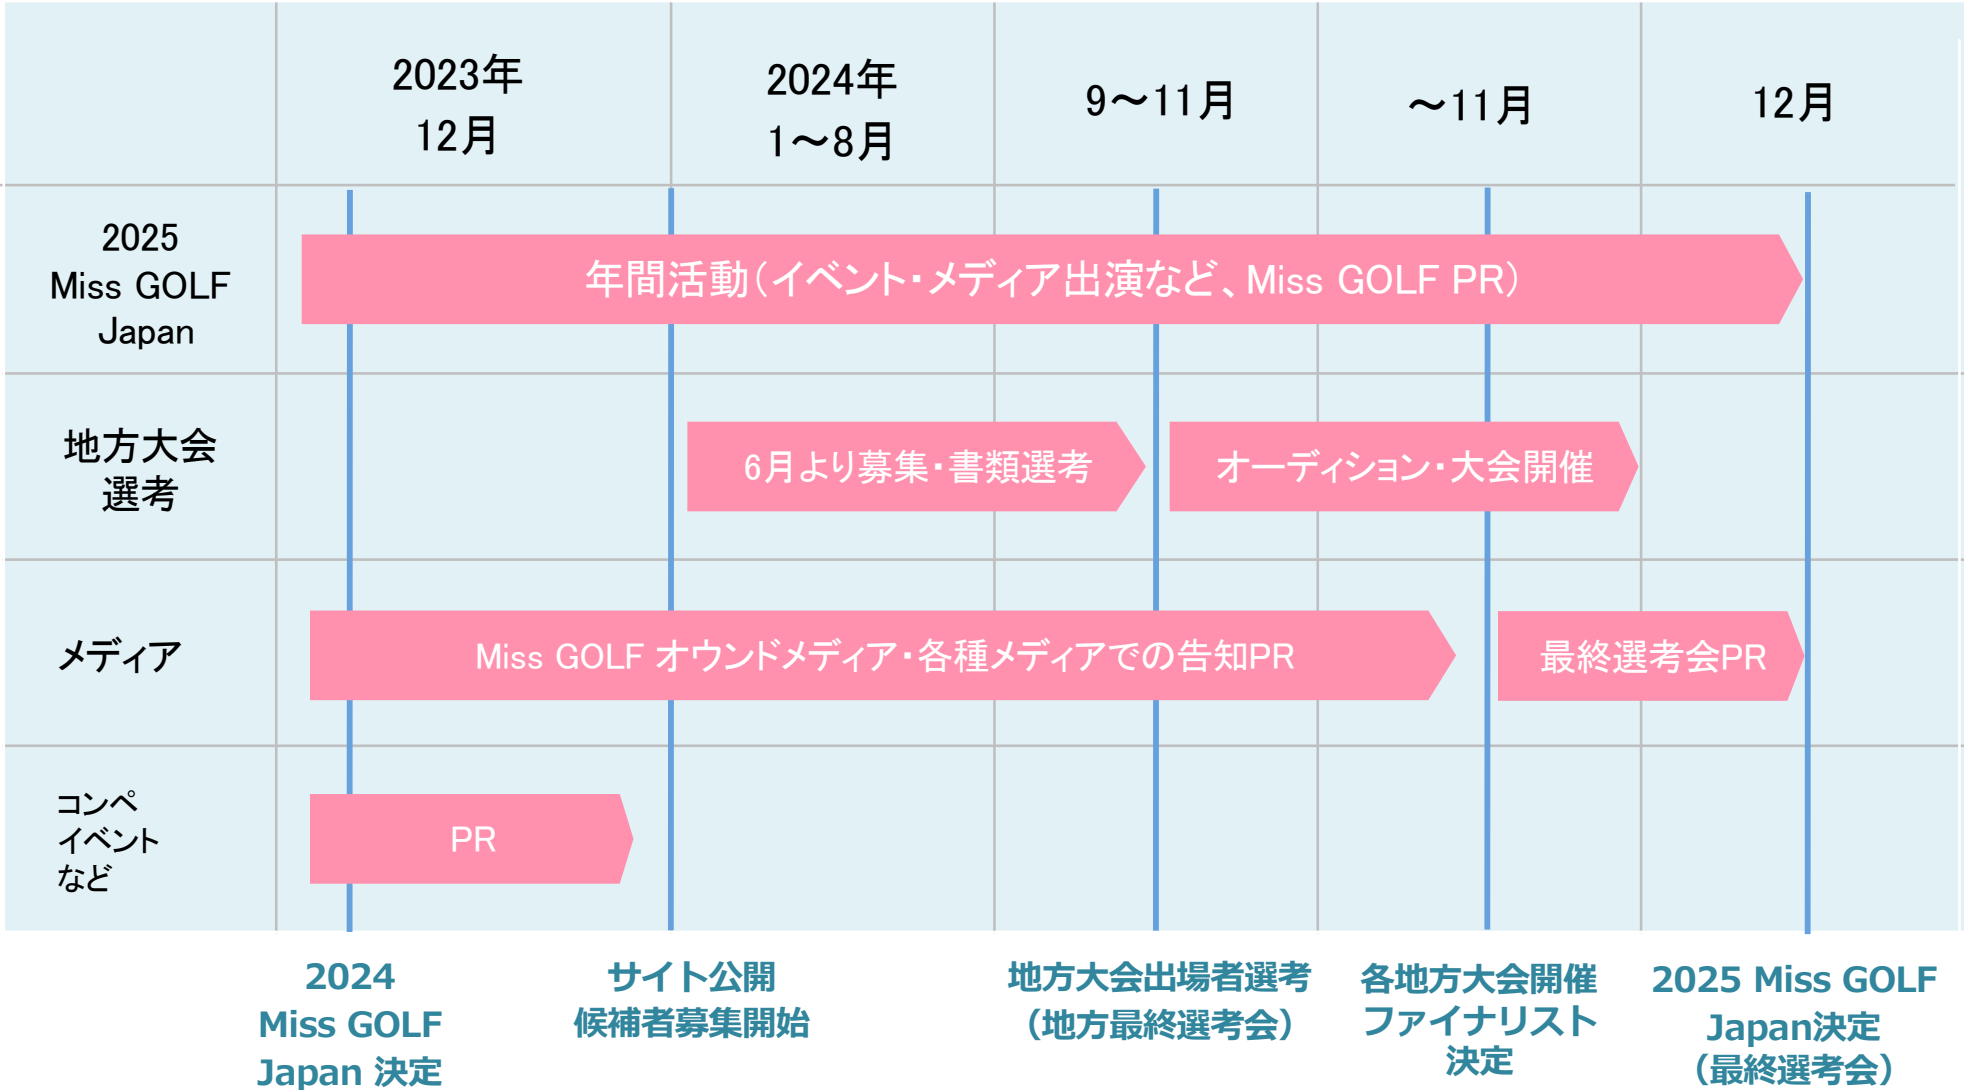 2023年
12月
2024年
1～8月
9～11月
～11月
12月
2025
Miss GOLF
Japan
年間活動（イベント・メディア出演など、Miss GOLF PR）
地方大会
選考
6月より募集・書類選考
オーディション・大会開催
メディア
Miss GOLF オウンドメディア・各種メディアでの告知PR
最終選考会PR
コンペ
イベント
など
PR
2024
Miss GOLF
Japan 決定
サイト公開
候補者募集開始
地方大会出場者選考
（地方最終選考会）
各地方大会開催
ファイナリスト
決定
2025 Miss GOLF
Japan決定
（最終選考会）